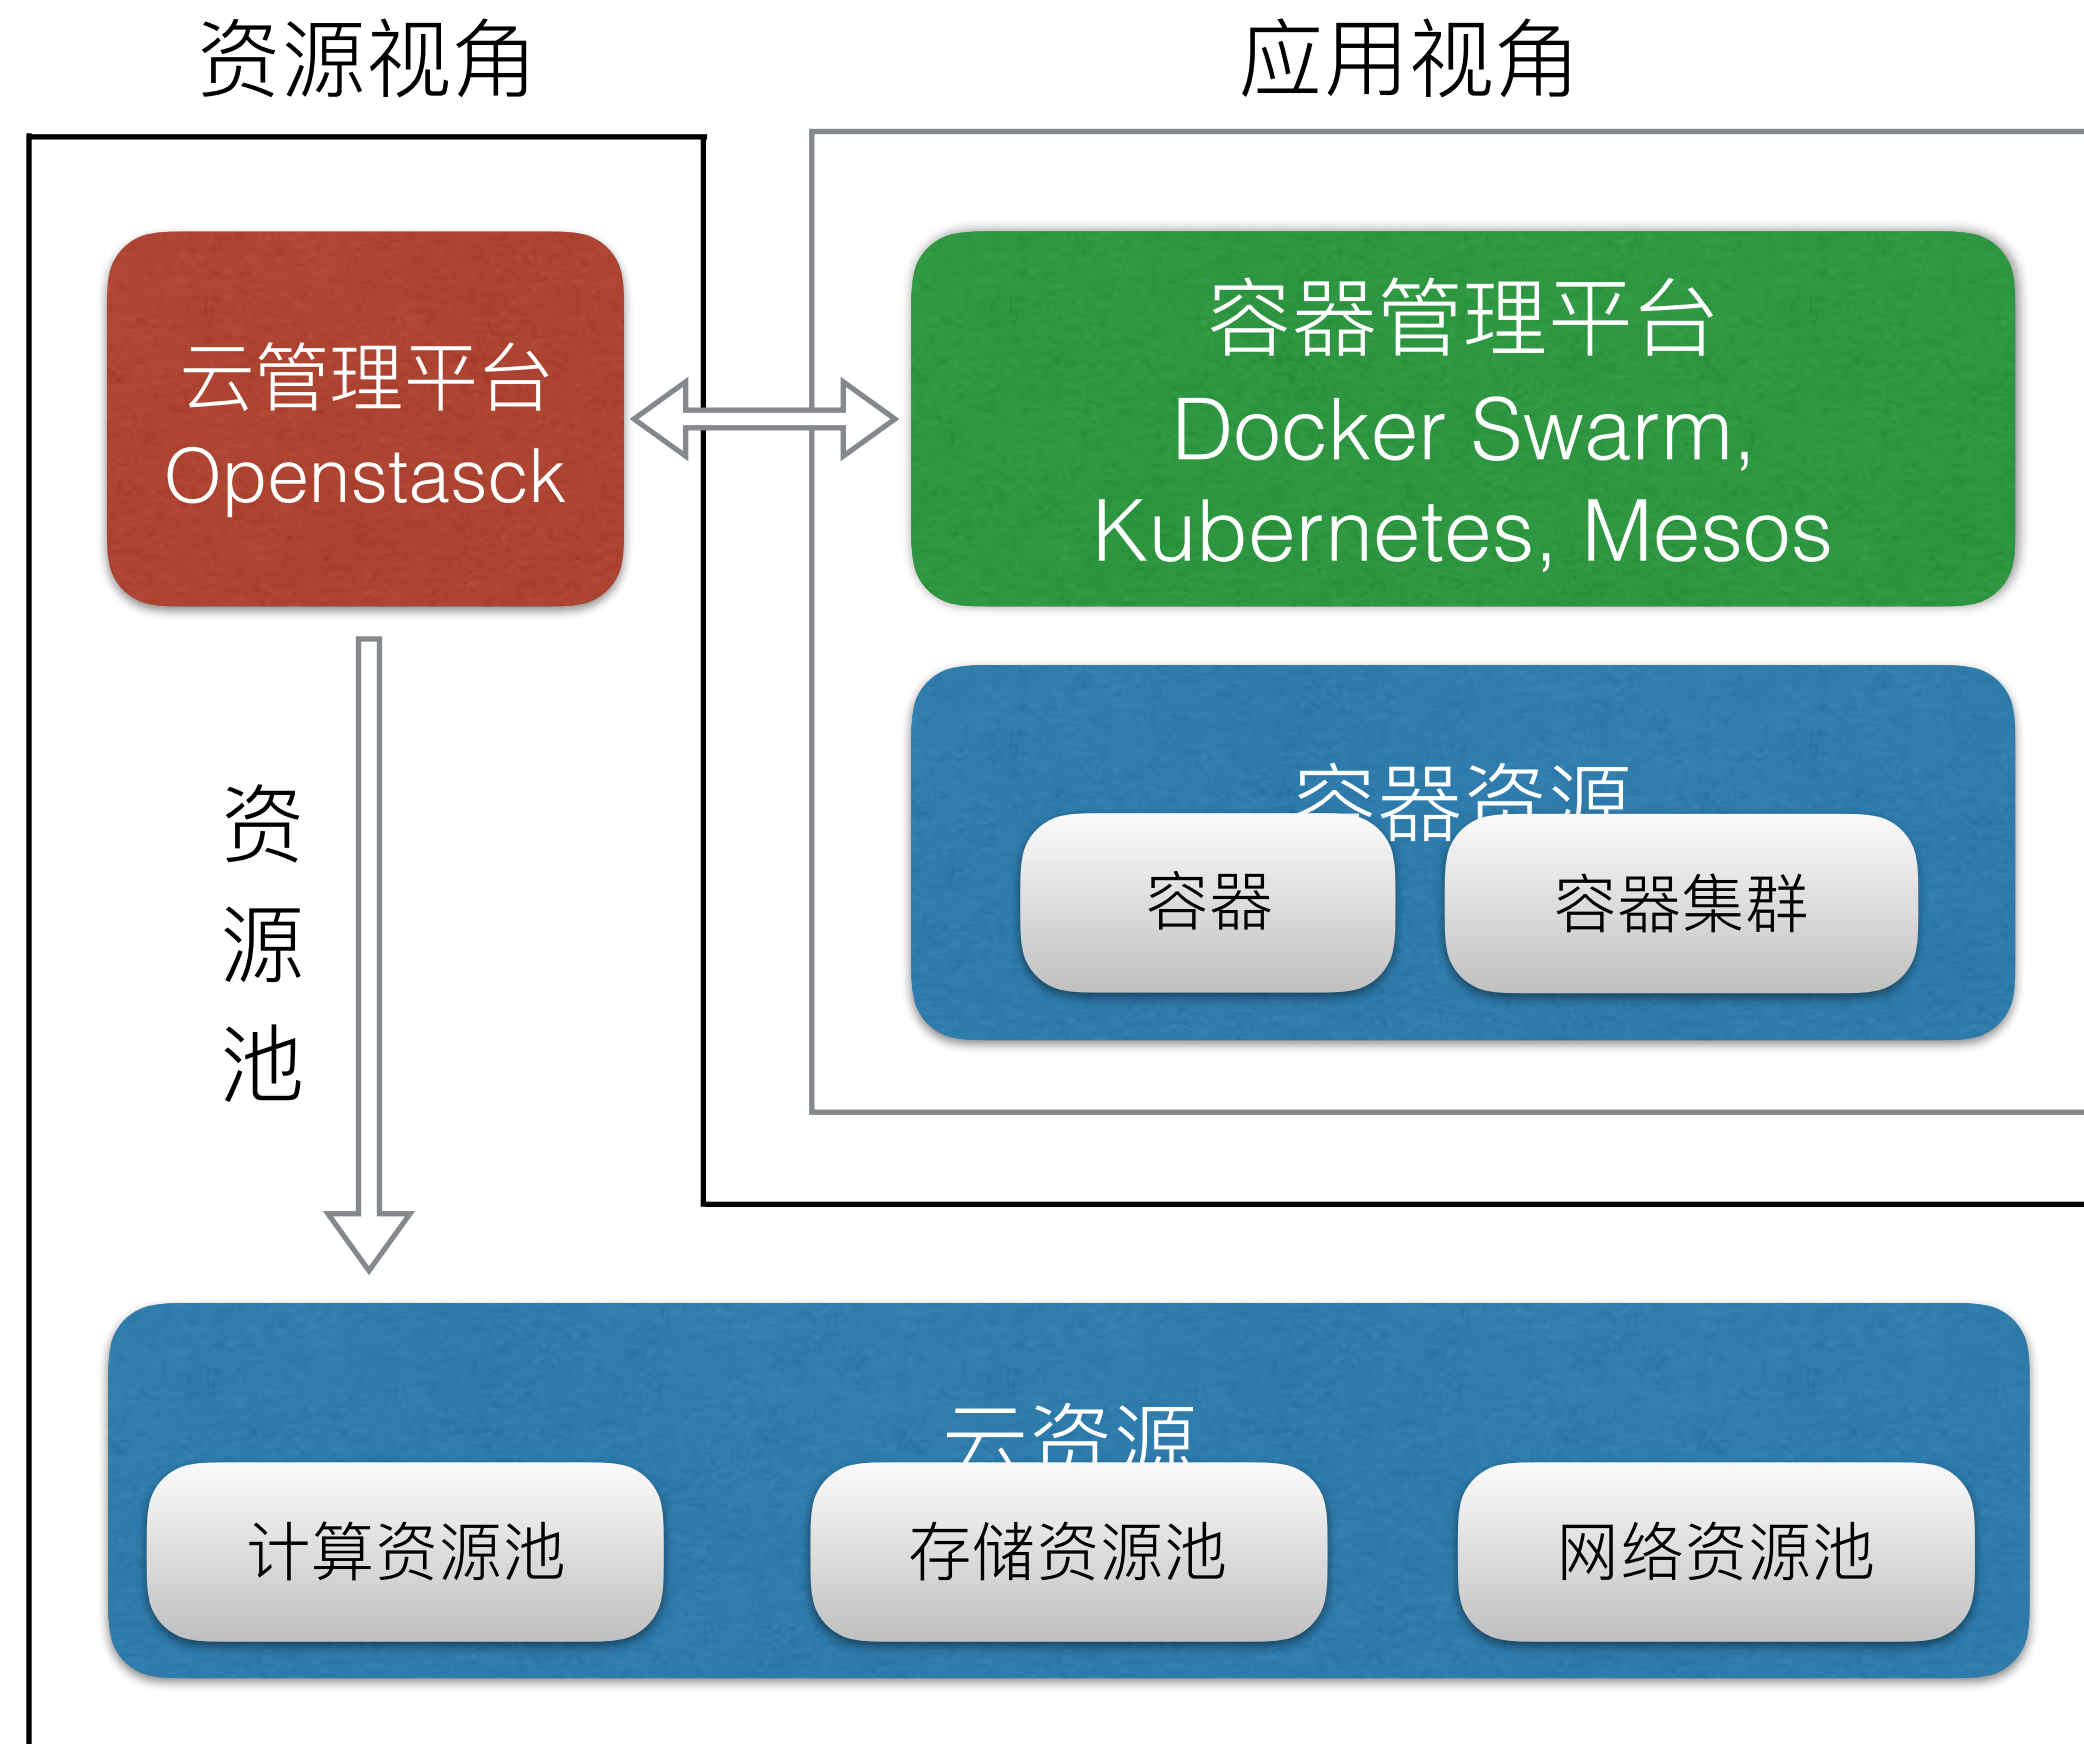 资源视角
应用视角
云管理平台
Openstasck
容器管理平台
Docker Swarm,
Kubernetes, Mesos
容器资源
容器
容器集群
资
源
池
云资源
计算资源池
存储资源池
网络资源池